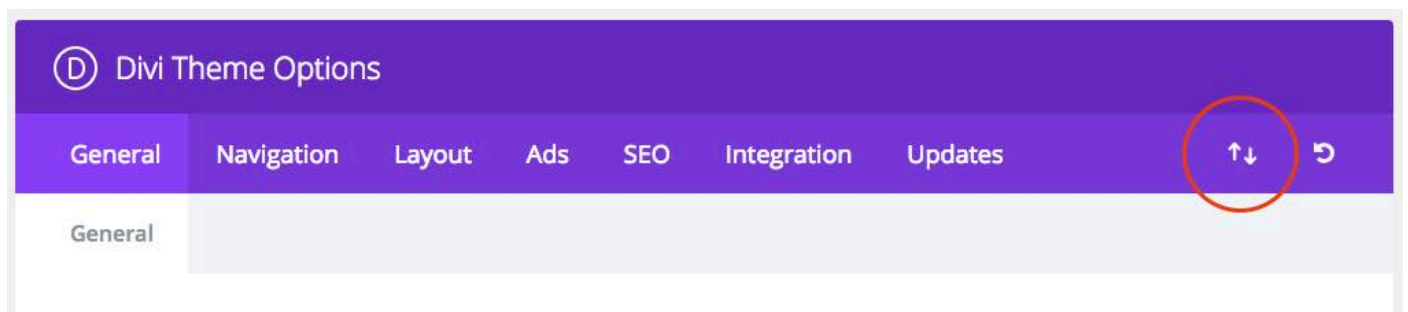 D Divi Theme Options
General Navigation Layout Ads SEO Integration Updates
General